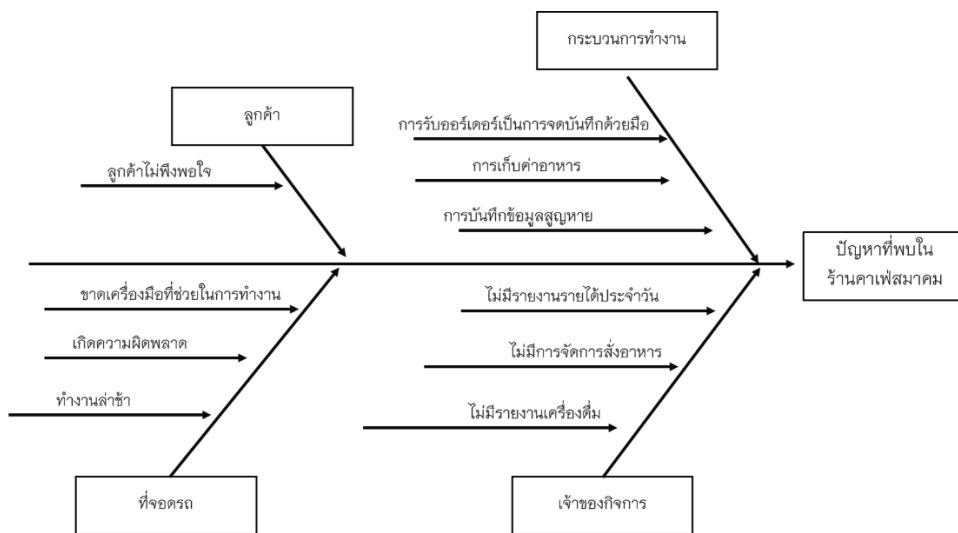 กระบวนการทำงาน
ลูกค้า
การรับออร์เดอร์เป็นการจดบันทึกด้วยมือ
ลูกค้าไม่พึงพอใจ
การเก็บค่าอาหาร
การบันทึกข้อมูลสูญหาย
ปัญหาที่พบใน
ร้านคาเฟ่สมาคม
ขาดเครื่องมือที่ช่วยในการทำงาน
ไม่มีรายงานรายได้ประจำวัน
เกิดความผิดพลาด
ไม่มีการจัดการสั่งอาหาร
ทำงานล่าช้า
ไม่มีรายงานเครื่องดื่ม
ที่จอดรถ
เจ้าของกิจการ